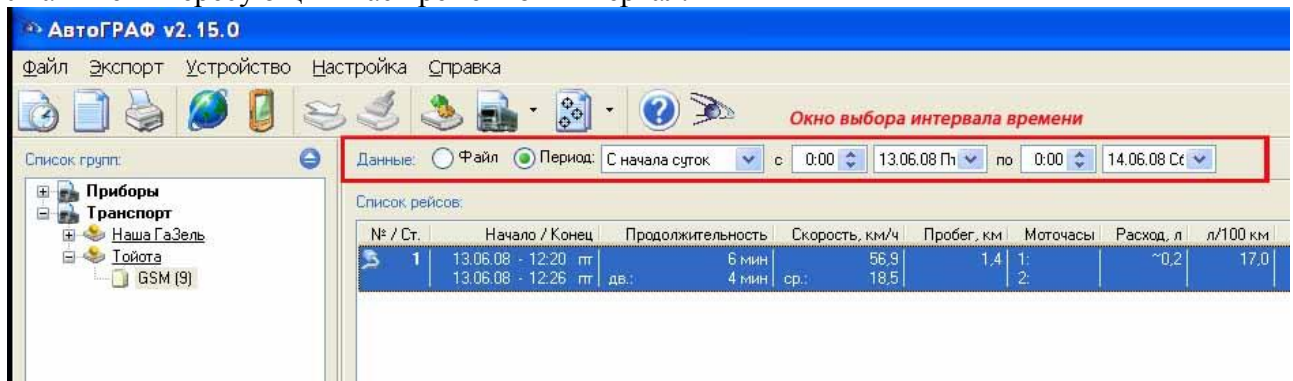 АвтоГРАФ v2.15.0
Файл Экспорт Устройство Настройка Справка
Окно выбора интервала времени
Список групп:
Данные: Файл Период: С начала суток с 0:00 13.06.08 по 0:00 14.06.08
Приборы
Транспорт
Наша ГаЗель
Тойота
GSM (9)
Список рейсов:
№ / Ст. Начало / Конец Продолжительность Скорость, км/ч Пробег, км Моточасы Расход, л л/100 км
1 13.06.08 - 12:20 пт 6 мин 56,9 1,4 1: ~0,2 17,0
13.06.08 - 12:26 пт дв.: 4 мин ср.: 18,5 2: